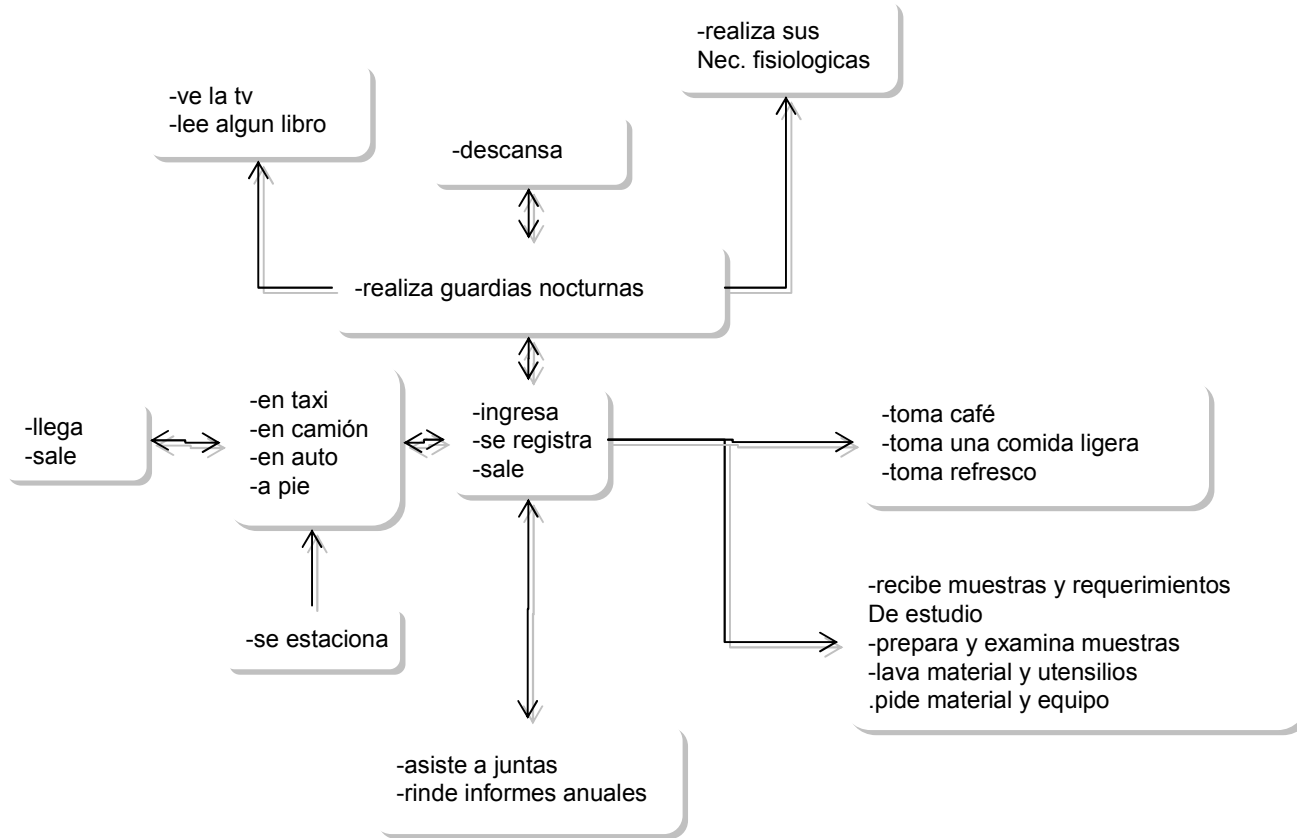 -realiza sus
Nec. fisiologicas
-ve la tv
-lee algun libro
-descansa
-realiza guardias nocturnas
-llega
-sale
-en taxi
-en camión
-en auto
-a pie
-ingresa
-se registra
-sale
-toma café
-toma una comida ligera
-toma refresco
-se estaciona
-recibe muestras y requerimientos
De estudio
-prepara y examina muestras
-lava material y utensilios
.pide material y equipo
-asiste a juntas
-rinde informes anuales